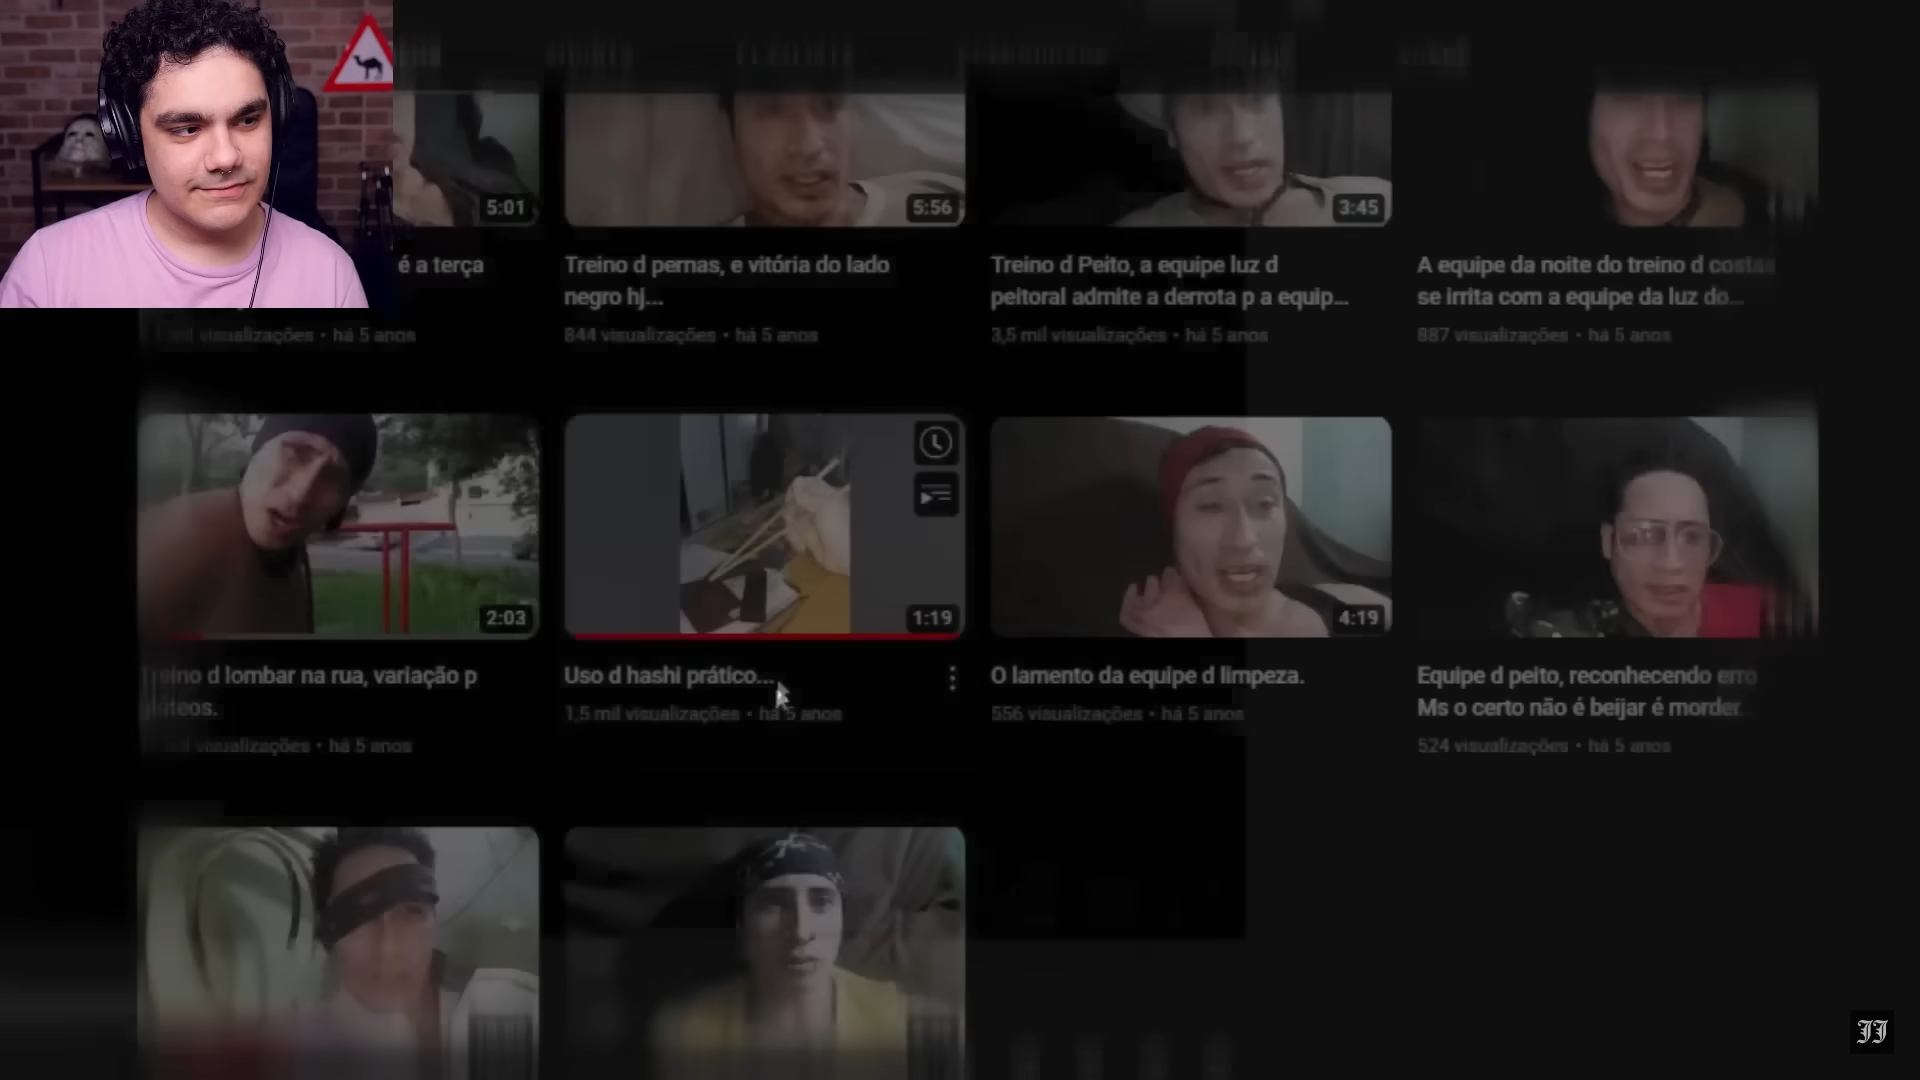 5:01
5:56
3:45
é a terça
Treino d pernas, e vitória do lado
negro hj...
844 visualizações • há 5 anos
Treino d Peito, a equipe luz d
peitoral admite a derrota p a equip...
3,5 mil visualizações • há 5 anos
A equipe da noite do treino d costas
se irrita com a equipe da luz do...
887 visualizações • há 5 anos
mil visualizações • há 5 anos
2:03
1:19
4:19
d lombar na rua, variação p
visualizações • há 5 anos
Uso d hashi prático...
1,5 mil visualizações • há 5 anos
O lamento da equipe d limpeza.
556 visualizações • há 5 anos
Equipe d peito, reconhecendo erro
Ms o certo não é beijar é morder...
524 visualizações • há 5 anos
JJ